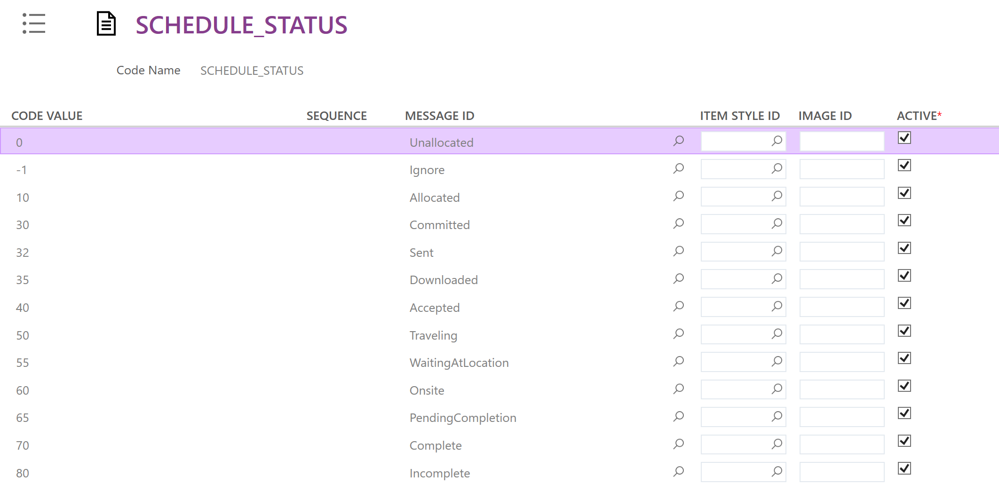 SCHEDULE_STATUS
Code Name SCHEDULE_STATUS
CODE VALUE SEQUENCE MESSAGE ID ITEM STYLE ID IMAGE ID ACTIVE*
0 Unallocated
-1 Ignore
10 Allocated
30 Committed
32 Sent
35 Downloaded
40 Accepted
50 Traveling
55 WaitingAtLocation
60 Onsite
65 PendingCompletion
70 Complete
80 Incomplete